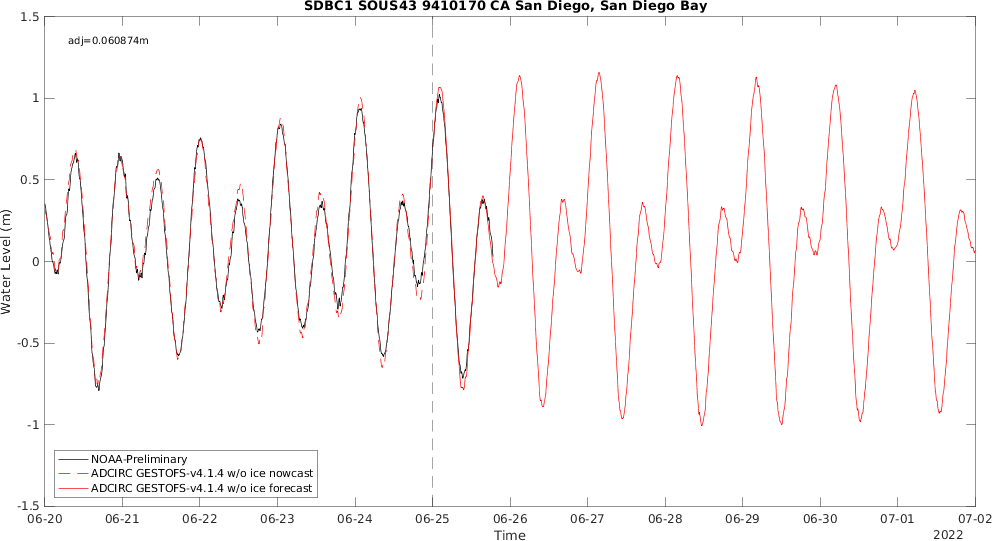 SDBC1 SOUS43 9410170 CA San Diego, San Diego Bay
adj=0.060874m
1.5
1
0.5
0
-0.5
-1
-1.5
Water Level (m)
NOAA-Preliminary
ADCIRC GESTOFS-v4.1.4 w/o ice nowcast
ADCIRC GESTOFS-v4.1.4 w/o ice forecast
06-20 06-21 06-22 06-23 06-24 06-25 06-26 06-27 06-28 06-29 06-30 07-01 07-02
Time
2022